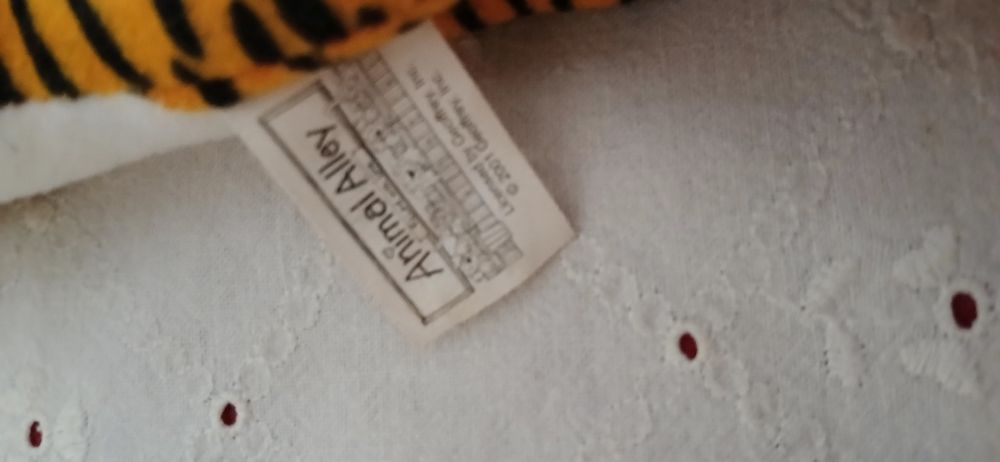 Animal Alley
Licensed by Geoffrey, Inc.
© 2001 Geoffrey, Inc.